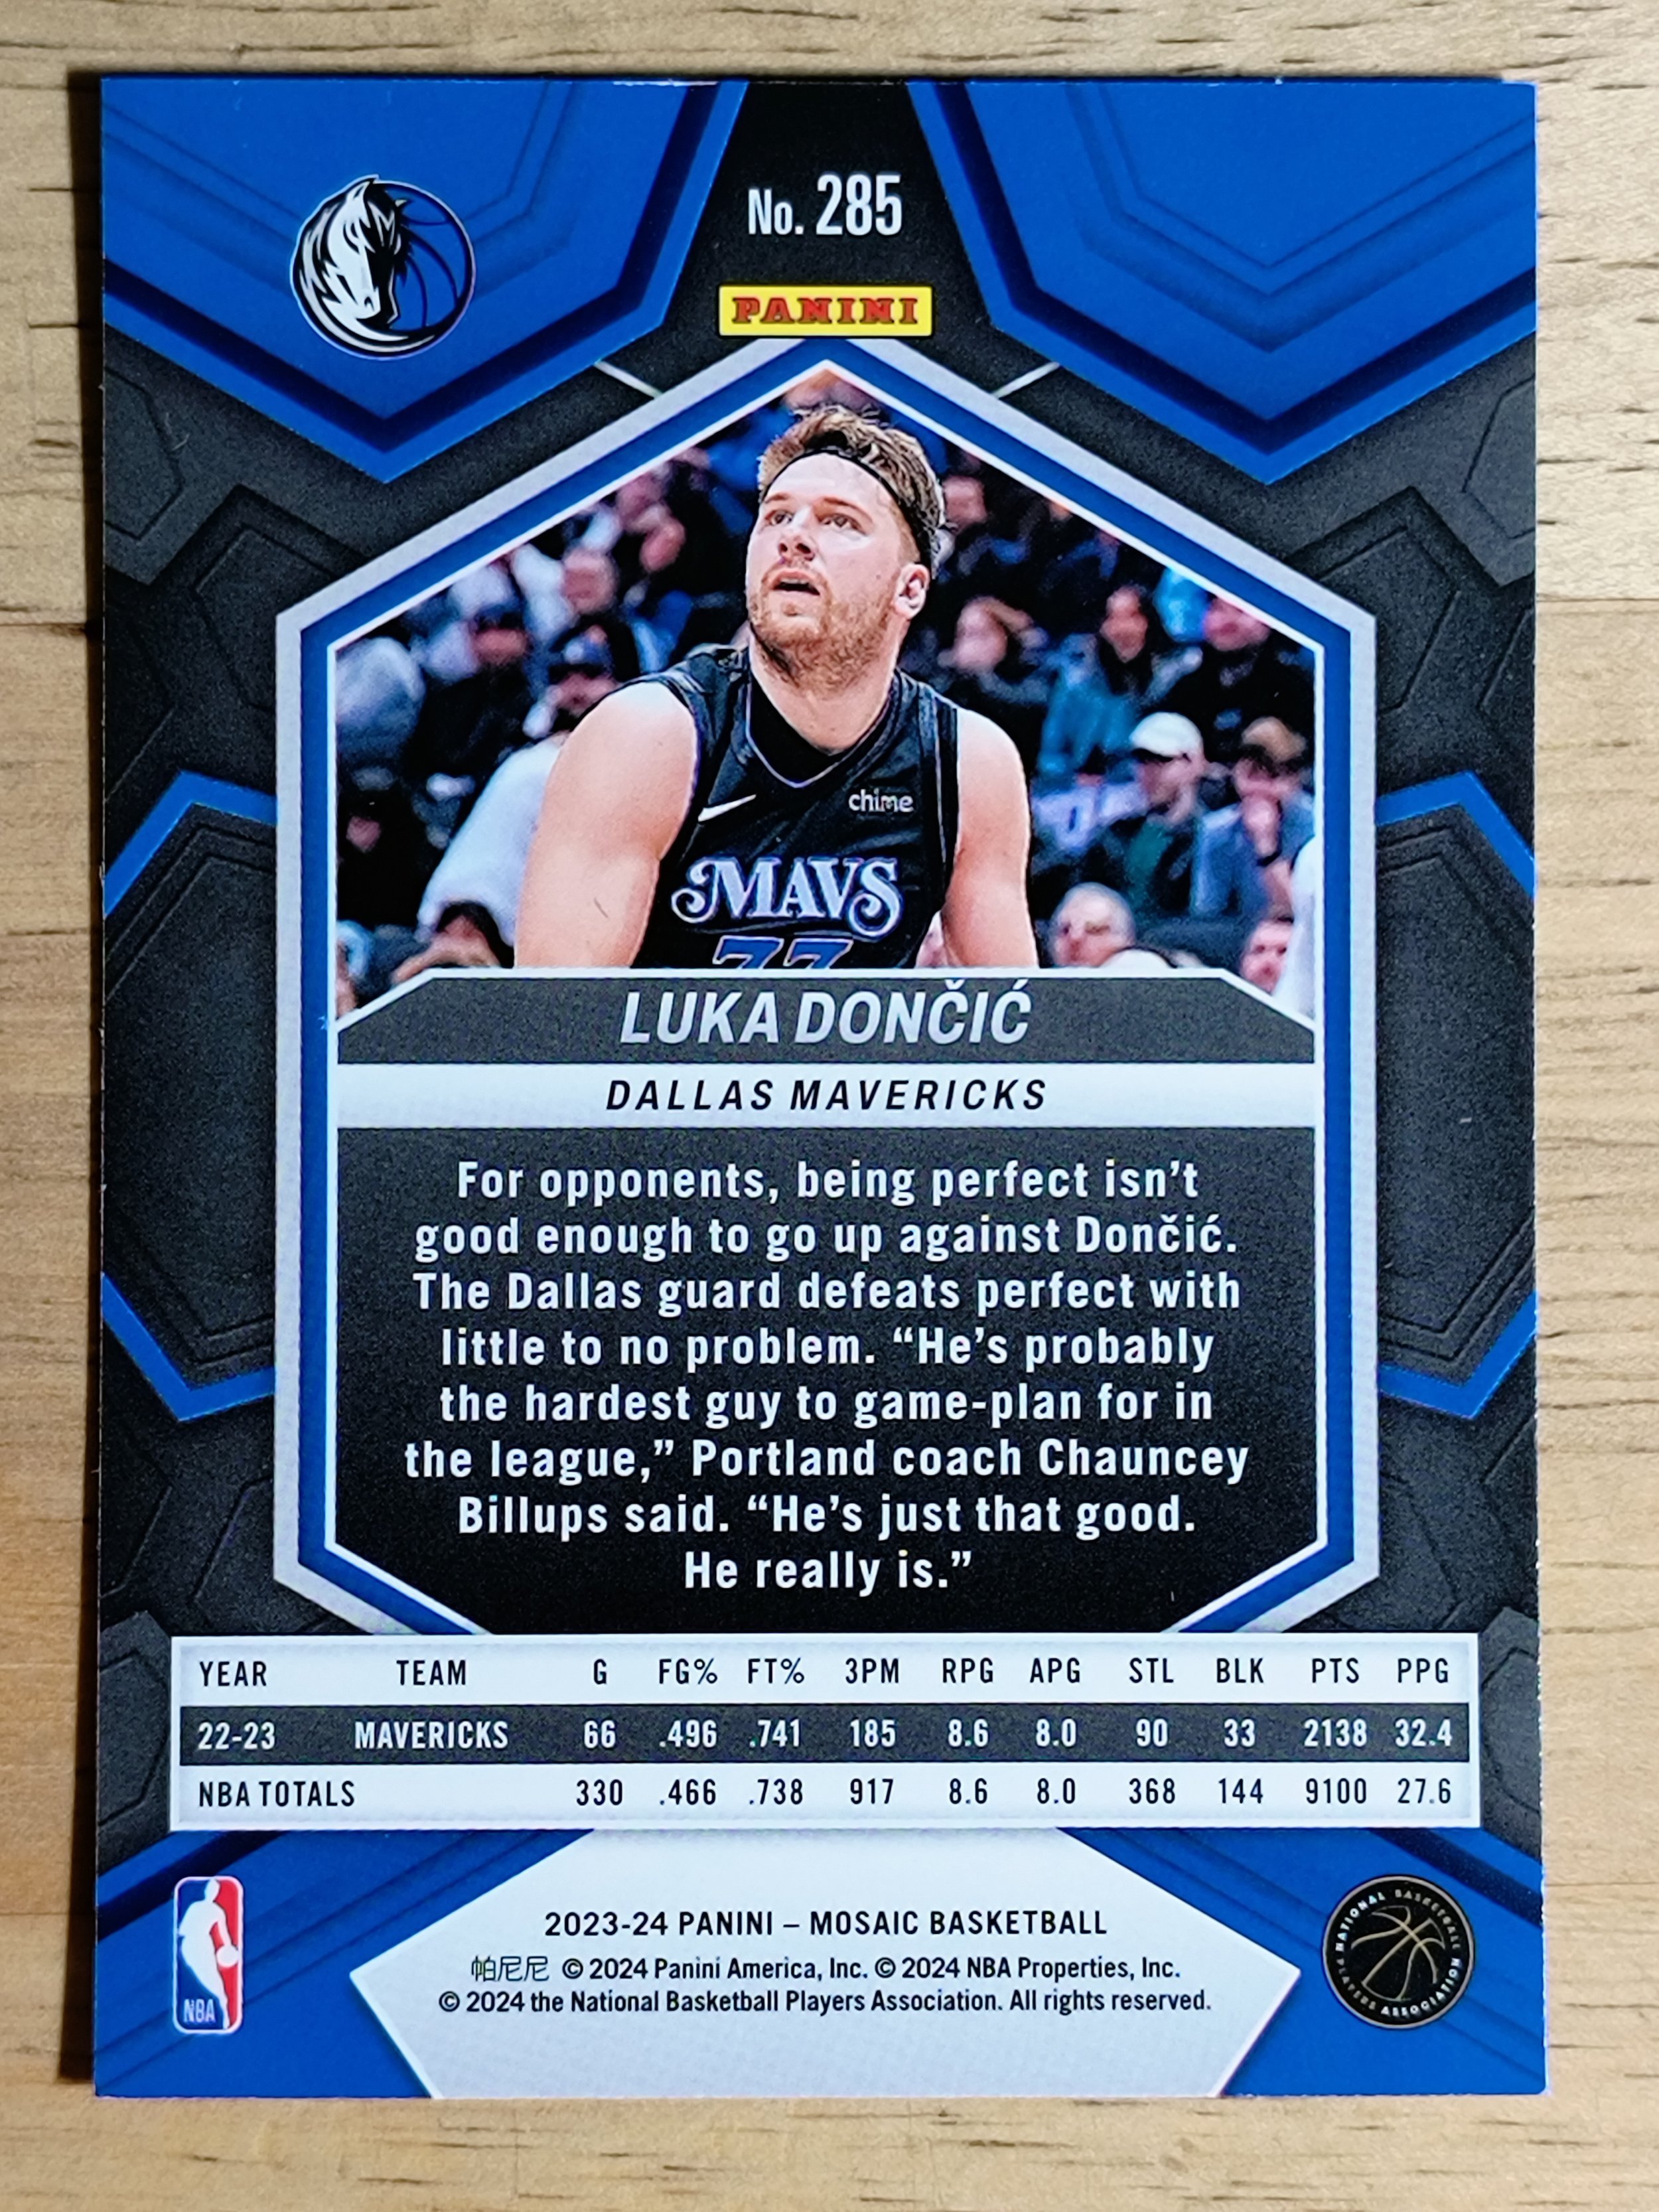 No. 285
PANINI
chime
MAVS
77
LUKA DONČIĆ
DALLAS MAVERICKS
For opponents, being perfect isn't
good enough to go up against Dončić.
The Dallas guard defeats perfect with
little to no problem. “He's probably
the hardest guy to game-plan for in
the league,” Portland coach Chauncey
Billups said. “He's just that good.
He really is.”
YEAR TEAM G FG% FT% 3PM RPG APG STL BLK PTS PPG
22-23 MAVERICKS 66 .496 .741 185 8.6 8.0 90 33 2138 32.4
NBA TOTALS 330 .466 .738 917 8.6 8.0 368 144 9100 27.6
2023-24 PANINI – MOSAIC BASKETBALL
帕尼尼 © 2024 Panini America, Inc. © 2024 NBA Properties, Inc.
© 2024 the National Basketball Players Association. All rights reserved.
NBA
NATIONAL BASKETBALL PLAYERS ASSOCIATION